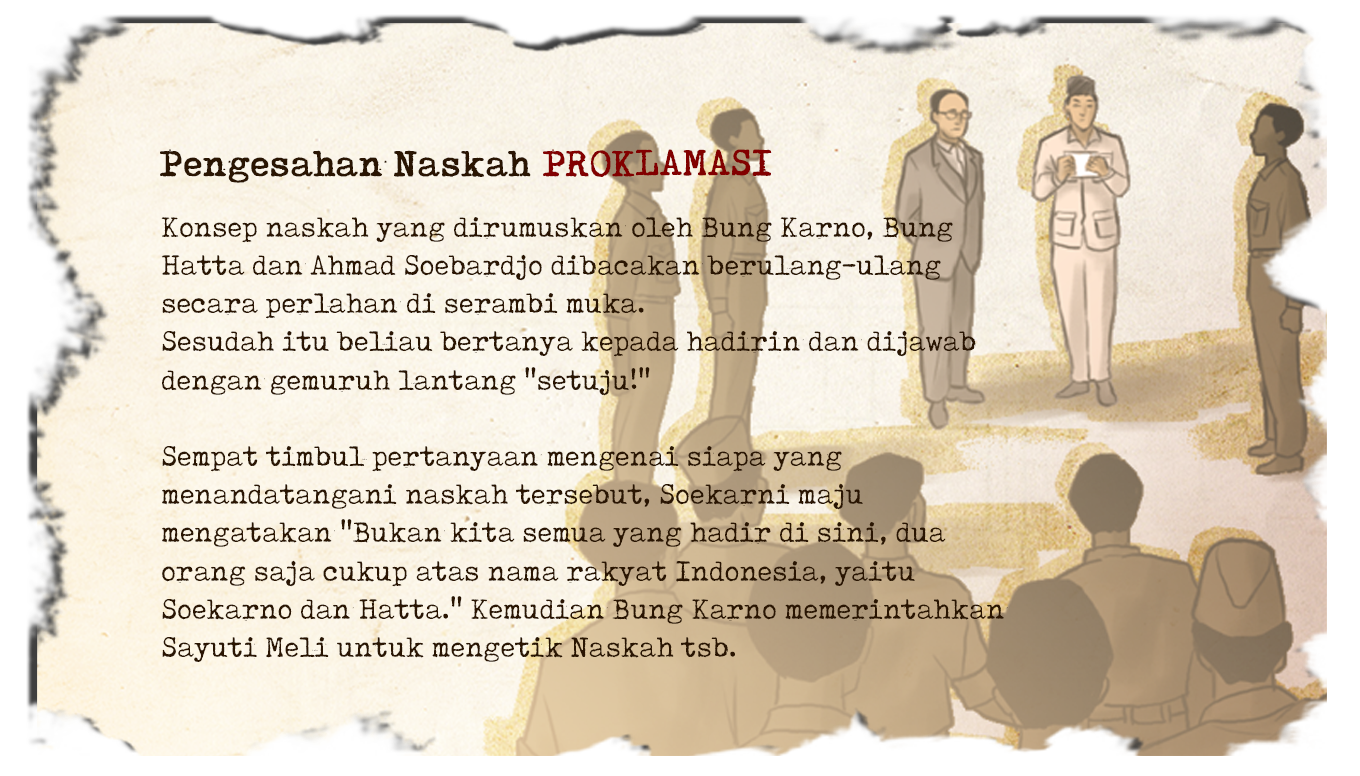 Pengesahan Naskah PROKLAMASI
Konsep naskah yang dirumuskan oleh Bung Karno, Bung
Hatta dan Ahmad Soebardjo dibacakan berulang-ulang
secara perlahan di serambi muka.
Sesudah itu beliau bertanya kepada hadirin dan dijawab
dengan gemuruh lantang "setuju!"
Sempat timbul pertanyaan mengenai siapa yang
menandatangani naskah tersebut, Soekarni maju
mengatakan "Bukan kita semua yang hadir di sini, dua
orang saja cukup atas nama rakyat Indonesia, yaitu
Soekarno dan Hatta." Kemudian Bung Karno memerintahkan
Sayuti Meli untuk mengetik Naskah tsb.